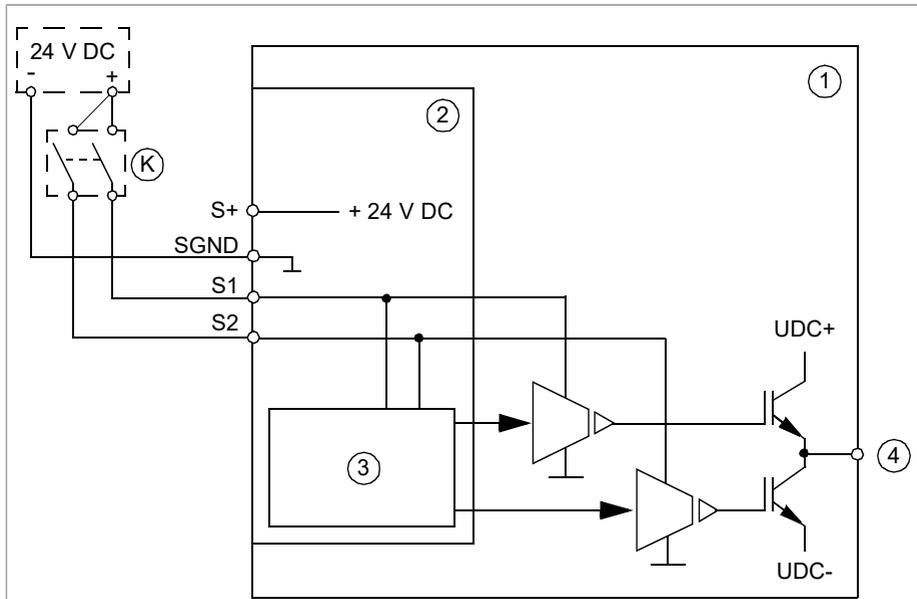 24 V DC
- +
1
2
K
S+ + 24 V DC
SGND
S1
S2
UDC+
3
4
UDC-